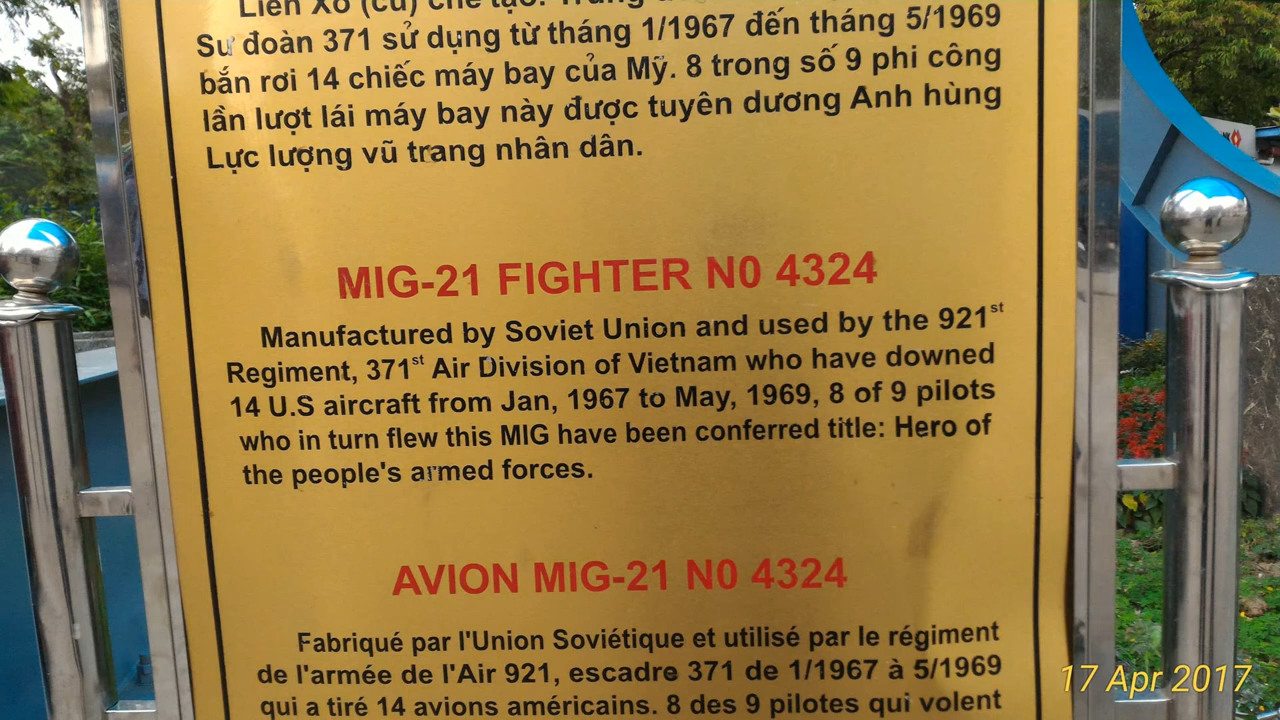 Liên Xô (cũ) chế tạo. Trung
Sư đoàn 371 sử dụng từ tháng 1/1967 đến tháng 5/1969
bắn rơi 14 chiếc máy bay của Mỹ. 8 trong số 9 phi công
lần lượt lái máy bay này được tuyên dương Anh hùng
Lực lượng vũ trang nhân dân.
MIG-21 FIGHTER N0 4324
Manufactured by Soviet Union and used by the 921st
Regiment, 371st Air Division of Vietnam who have downed
14 U.S aircraft from Jan, 1967 to May, 1969, 8 of 9 pilots
who in turn flew this MIG have been conferred title: Hero of
the people's armed forces.
AVION MIG-21 N0 4324
Fabriqué par l'Union Soviétique et utilisé par le régiment
de l'armée de l'Air 921, escadre 371 de 1/1967 à 5/1969
qui a tiré 14 avions américains. 8 des 9 pilotes qui volent
17 Apr 2017